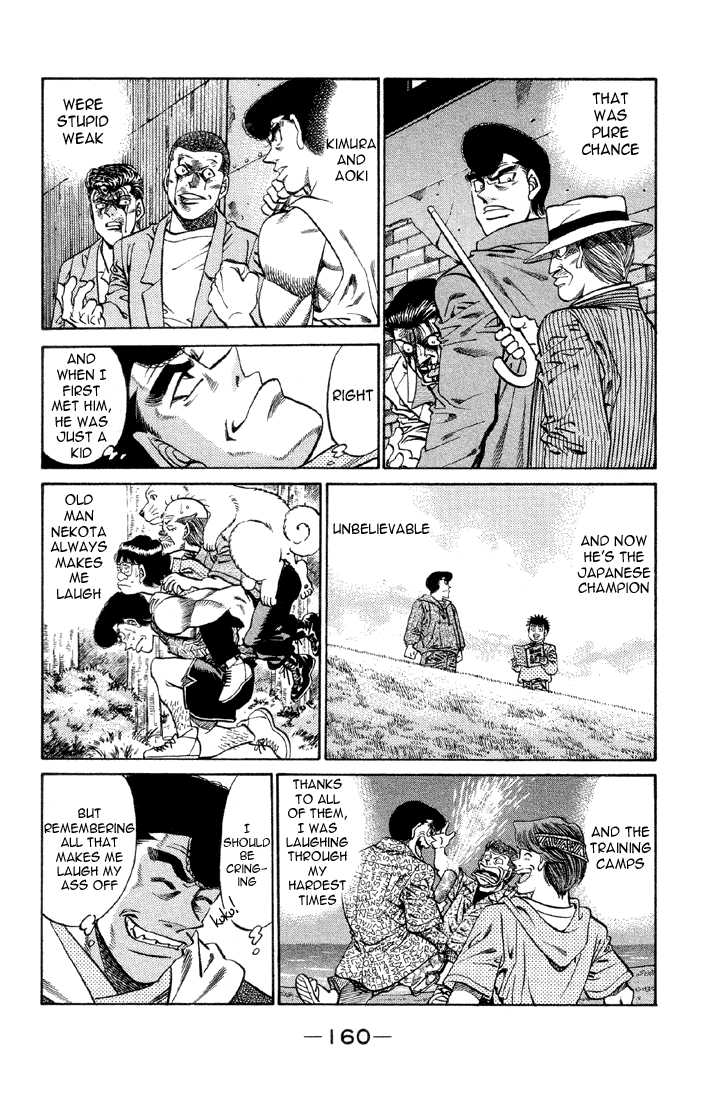 THAT
WAS
PURE
CHANCE
KIMURA
AND
AOKI
WERE
STUPID
WEAK
RIGHT
AND
WHEN I
FIRST
MET HIM,
HE WAS
JUST A
KID
AND NOW
HE'S THE
JAPANESE
CHAMPION
UNBELIEVABLE
OLD
MAN
NEKOTA
ALWAYS
MAKES
ME
LAUGH
AND THE
TRAINING
CAMPS
THANKS
TO ALL
OF THEM,
I WAS
LAUGHING
THROUGH
MY
HARDEST
TIMES
I
SHOULD
BE
CRING-
ING
BUT
REMEMBERING
ALL THAT
MAKES ME
LAUGH MY
ASS OFF
kuku!
—160—